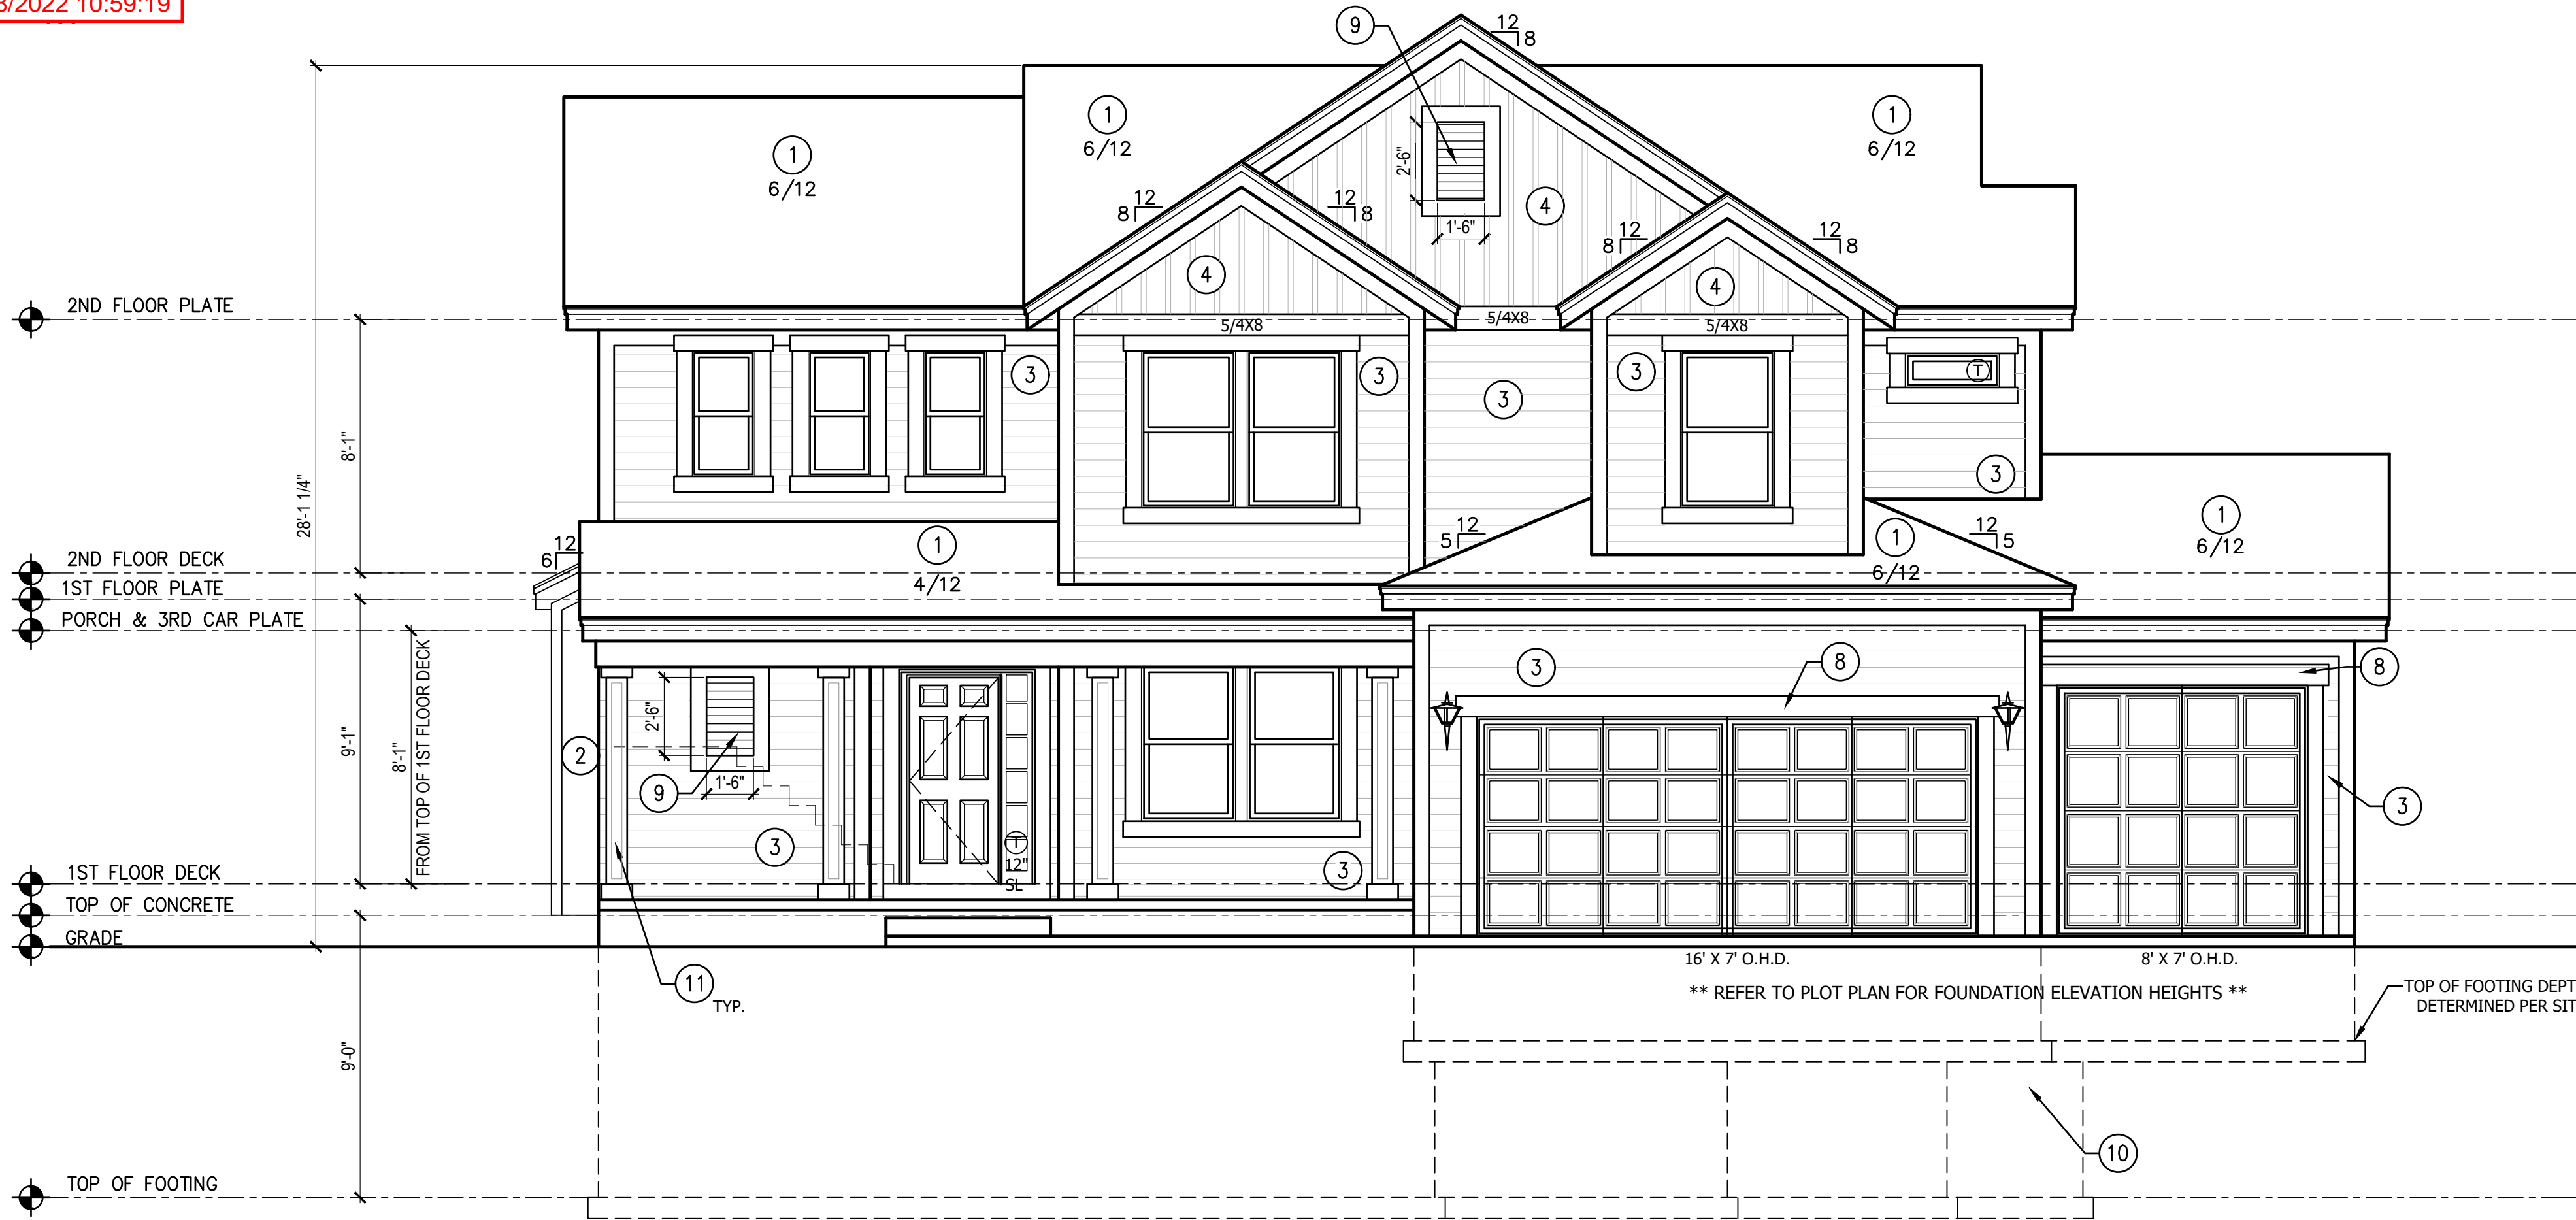 3/2022 10:59:19
9
12
8
1
6/12
1
6/12
1
6/12
2'-6"
1'-6"
4
12
8
12
8
12
8
12
8
4
4
2ND FLOOR PLATE
5/4X8
5/4X8
5/4X8
3
3
3
3
T
3
8'-1"
28'-1 1/4"
12
6
1
4/12
12
5
1
6/12
12
5
1
6/12
2ND FLOOR DECK
1ST FLOOR PLATE
PORCH & 3RD CAR PLATE
9'-1"
8'-1"
FROM TOP OF 1ST FLOOR DECK
3
8
8
2
2'-6"
1'-6"
9
3
T
12"
SL
3
3
1ST FLOOR DECK
TOP OF CONCRETE
GRADE
16' X 7' O.H.D.
8' X 7' O.H.D.
11
TYP.
** REFER TO PLOT PLAN FOR FOUNDATION ELEVATION HEIGHTS **
TOP OF FOOTING DEPT
DETERMINED PER SIT
9'-0"
10
TOP OF FOOTING